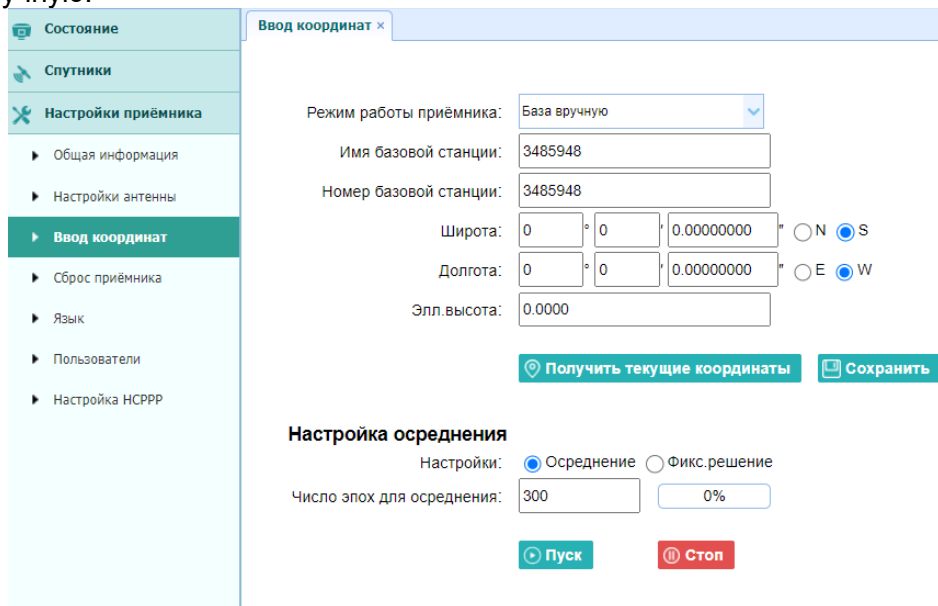 учную.
Состояние
Спутники
Настройки приёмника
Общая информация
Настройки антенны
Ввод координат
Сброс приёмника
Язык
Пользователи
Настройка HCPPP
Ввод координат ×
Режим работы приёмника: База вручную
Имя базовой станции: 3485948
Номер базовой станции: 3485948
Широта: 0 ° 0 ′ 0.00000000 ″ N S
Долгота: 0 ° 0 ′ 0.00000000 ″ E W
Элл.высота: 0.0000
Получить текущие координаты Сохранить
Настройка осреднения
Настройки: Осреднение Фикс.решение
Число эпох для осреднения: 300 0%
Пуск Стоп